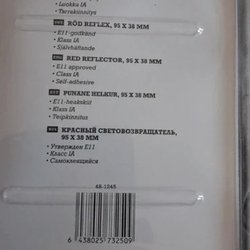 • Luokka IA
• Tarrakiinnitys
RÖD REFLEX, 95 X 38 MM
• E11-godkänd
• Klass IA
• Självhäftande
RED REFLECTOR, 95 X 38 MM
• E11 approved
• Class IA
• Self-adhesive
PUNANE HELKUR, 95 X 38 MM
• E11-heakskiit
• Klass IA
• Teipkinnitus
КРАСНЫЙ СВЕТОВОЗВРАЩАТЕЛЬ,
95 X 38 MM
• Утвержден E11
• Класс IA
• Самоклеящийся
48-1245
6 438025 732509